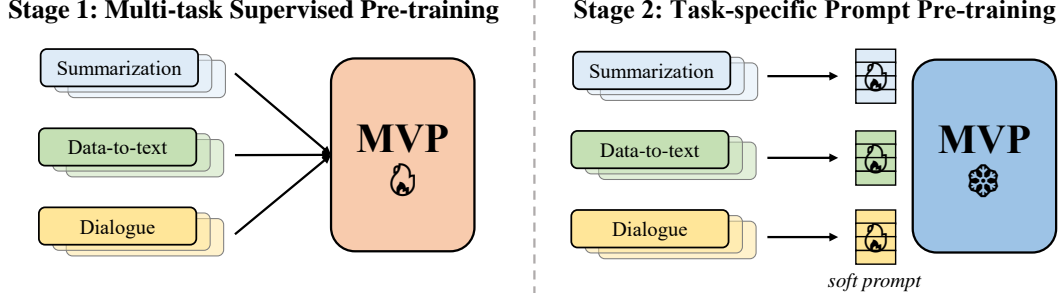 Stage 1: Multi-task Supervised Pre-training
Summarization
Data-to-text
Dialogue
MVP
Stage 2: Task-specific Prompt Pre-training
Summarization
Data-to-text
Dialogue
soft prompt
MVP